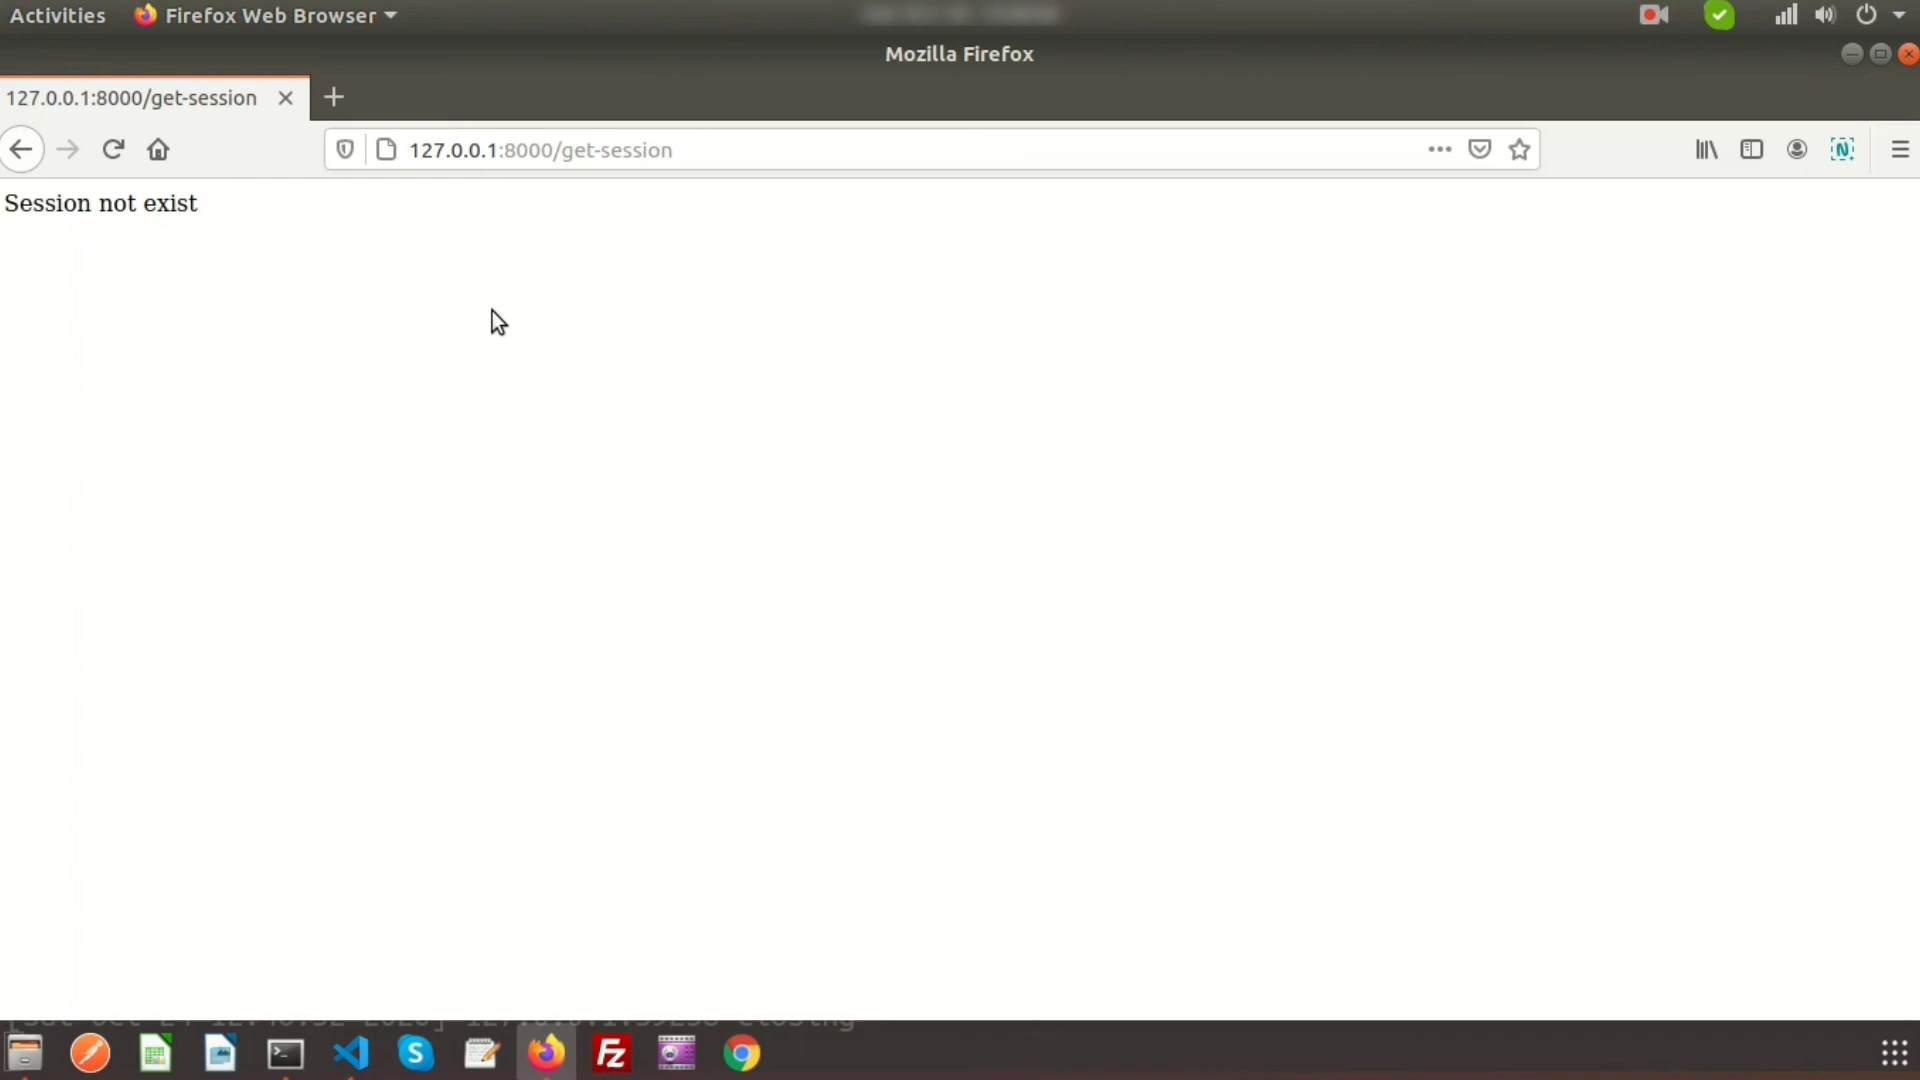 Activities Firefox Web Browser
Mozilla Firefox
127.0.0.1:8000/get-session
127.0.0.1:8000/get-session
Session not exist